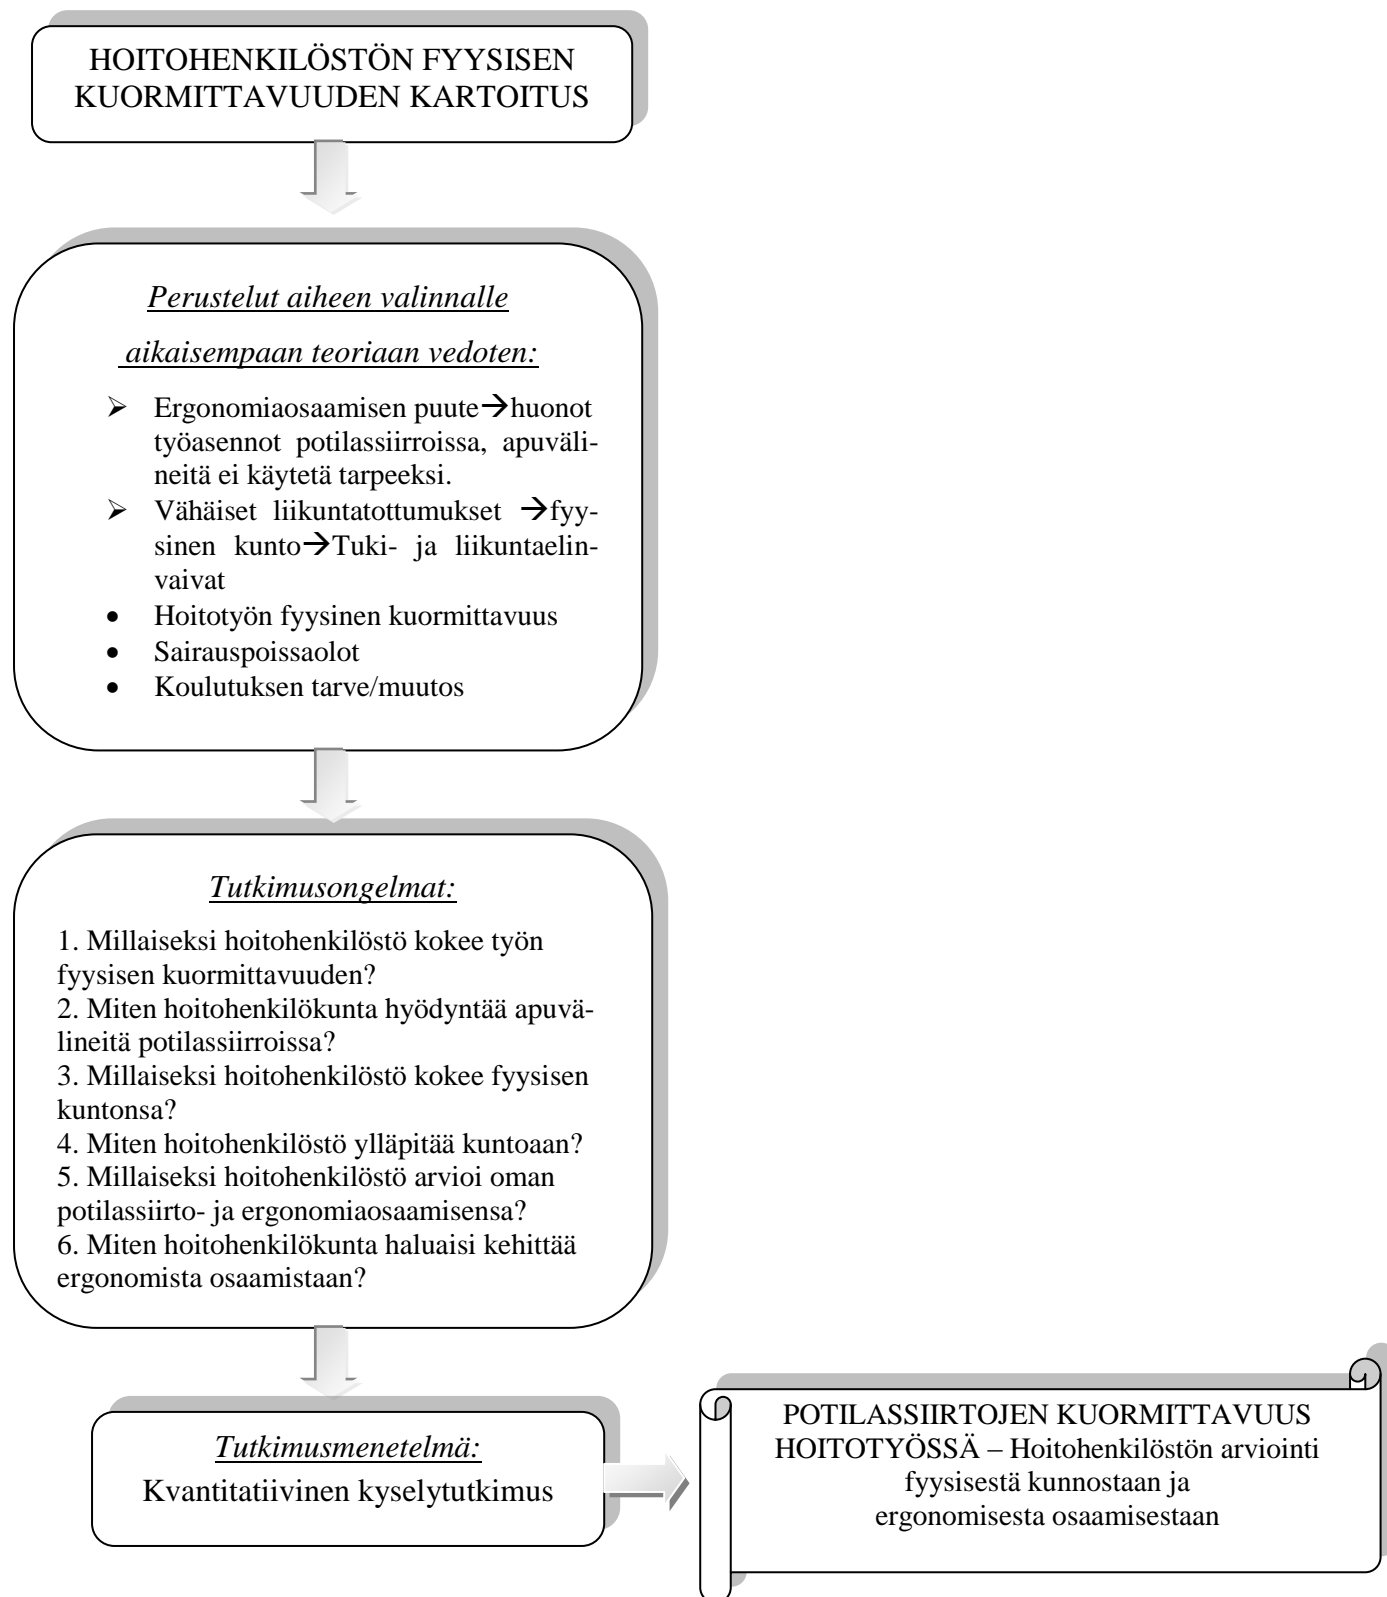 HOITOHENKILÖSTÖN FYYSISEN
KUORMITTAVUUDEN KARTOITUS
Perustelut aiheen valinnalle
aikaisempaan teoriaan vedoten:
➢ Ergonomiaosaamisen puute→huonot
työasennot potilassiirroissa, apuväli-
neitä ei käytetä tarpeeksi.
➢ Vähäiset liikuntatottumukset →fyy-
sinen kunto→Tuki- ja liikuntaelin-
vaivat
• Hoitotyön fyysinen kuormittavuus
• Sairauspoissaolot
• Koulutuksen tarve/muutos
Tutkimusongelmat:
1. Millaiseksi hoitohenkilöstö kokee työn
fyysisen kuormittavuuden?
2. Miten hoitohenkilökunta hyödyntää apuvä-
lineitä potilassiirroissa?
3. Millaiseksi hoitohenkilöstö kokee fyysisen
kuntonsa?
4. Miten hoitohenkilöstö ylläpitää kuntoaan?
5. Millaiseksi hoitohenkilöstö arvioi oman
potilassiirto- ja ergonomiaosaamisensa?
6. Miten hoitohenkilökunta haluaisi kehittää
ergonomista osaamistaan?
Tutkimusmenetelmä:
Kvantitatiivinen kyselytutkimus
POTILASSIIRTOJEN KUORMITTAVUUS
HOITOTYÖSSÄ – Hoitohenkilöstön arviointi
fyysisestä kunnostaan ja
ergonomisesta osaamisestaan